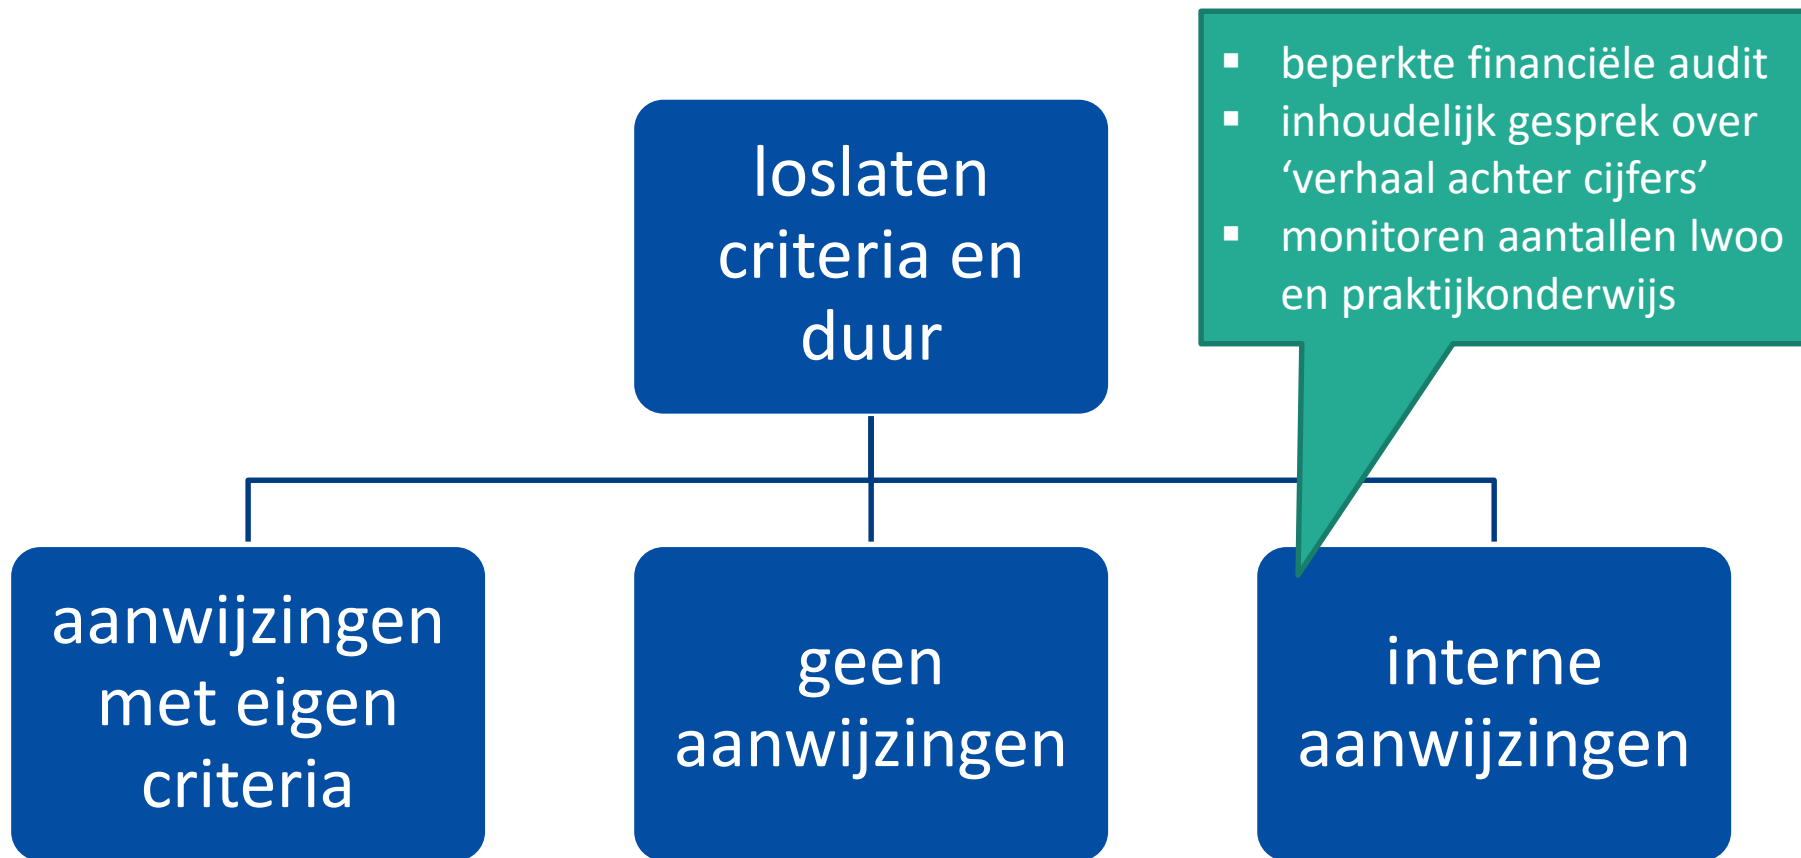 loslaten
criteria en
duur
▪ beperkte financiële audit
▪ inhoudelijk gesprek over
‘verhaal achter cijfers’
▪ monitoren aantallen lwoo
en praktijkonderwijs
aanwijzingen
met eigen
criteria
geen
aanwijzingen
interne
aanwijzingen